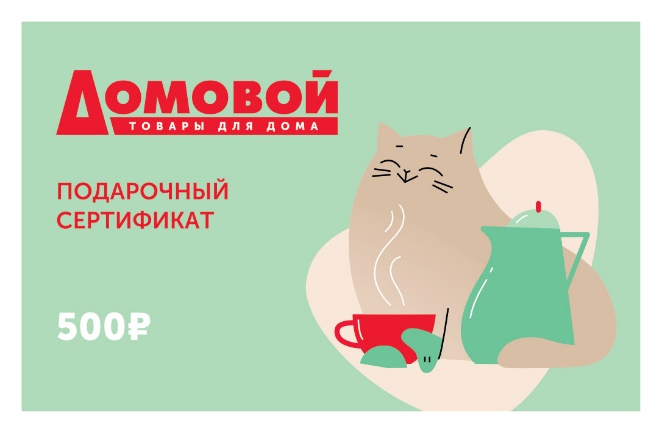 Домовой
ТОВАРЫ ДЛЯ ДОМА
ПОДАРОЧНЫЙ
СЕРТИФИКАТ
500₽